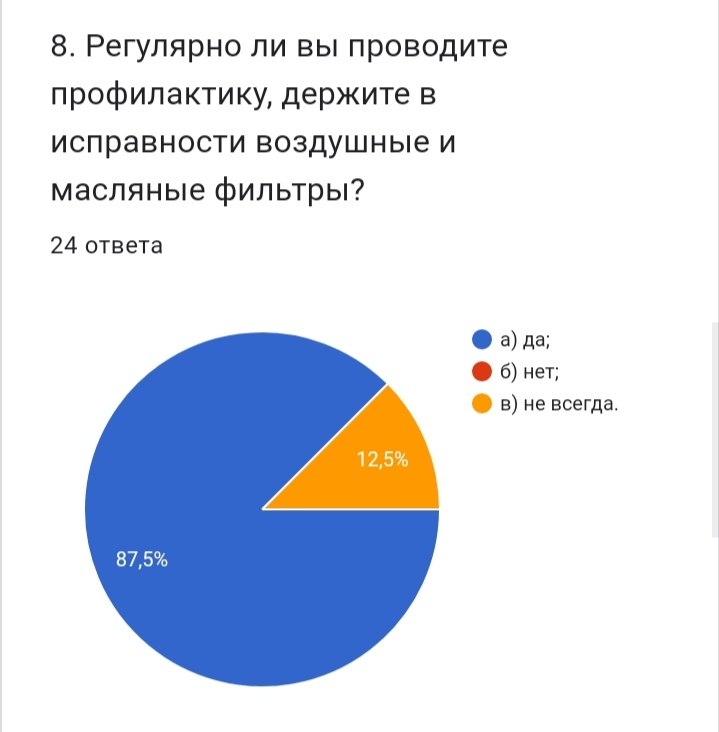 8. Регулярно ли вы проводите
профилактику, держите в
исправности воздушные и
масляные фильтры?
24 ответа
а) да;
б) нет;
в) не всегда.
12,5%
87,5%